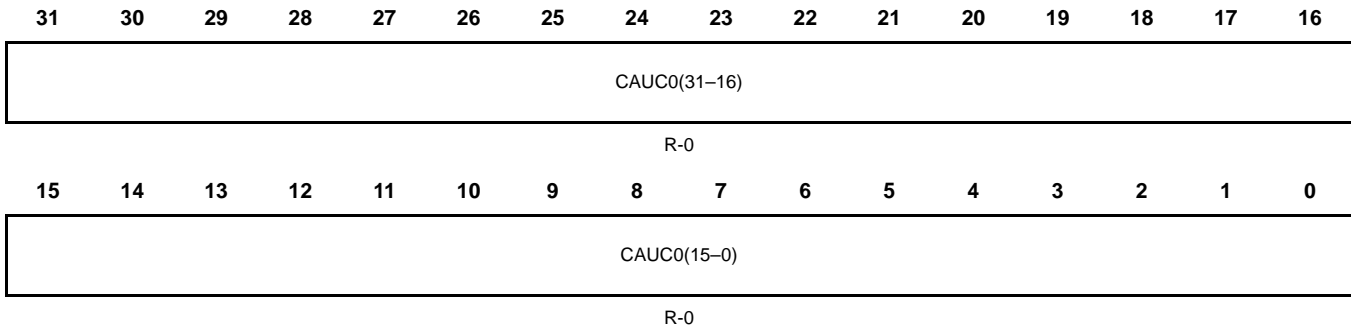 31 30 29 28 27 26 25 24 23 22 21 20 19 18 17 16
CAUC0(31–16)
R-0
15 14 13 12 11 10 9 8 7 6 5 4 3 2 1 0
CAUC0(15–0)
R-0